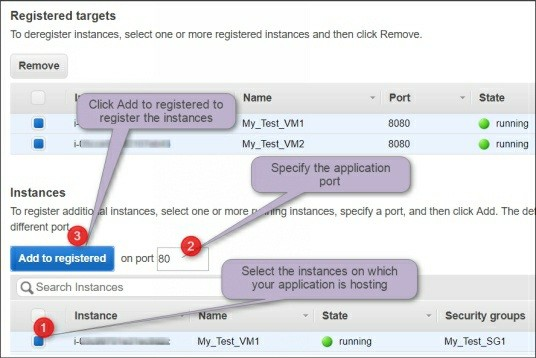 Registered targets
To deregister instances, select one or more registered instances and then click Remove.
Remove
Name Port State
Click Add to registered to
register the instances
My_Test_VM1 8080 running
My_Test_VM2 8080 running
Specify the application
port
Instances
To register additional instances, select one or more running instances, specify a port, and then click Add. The
different port.
3
2
Add to registered on port 80
Select the instances on which
your application is hosting
Search Instances
1
Instance Name State Security groups
My_Test_VM1 running My_Test_SG1